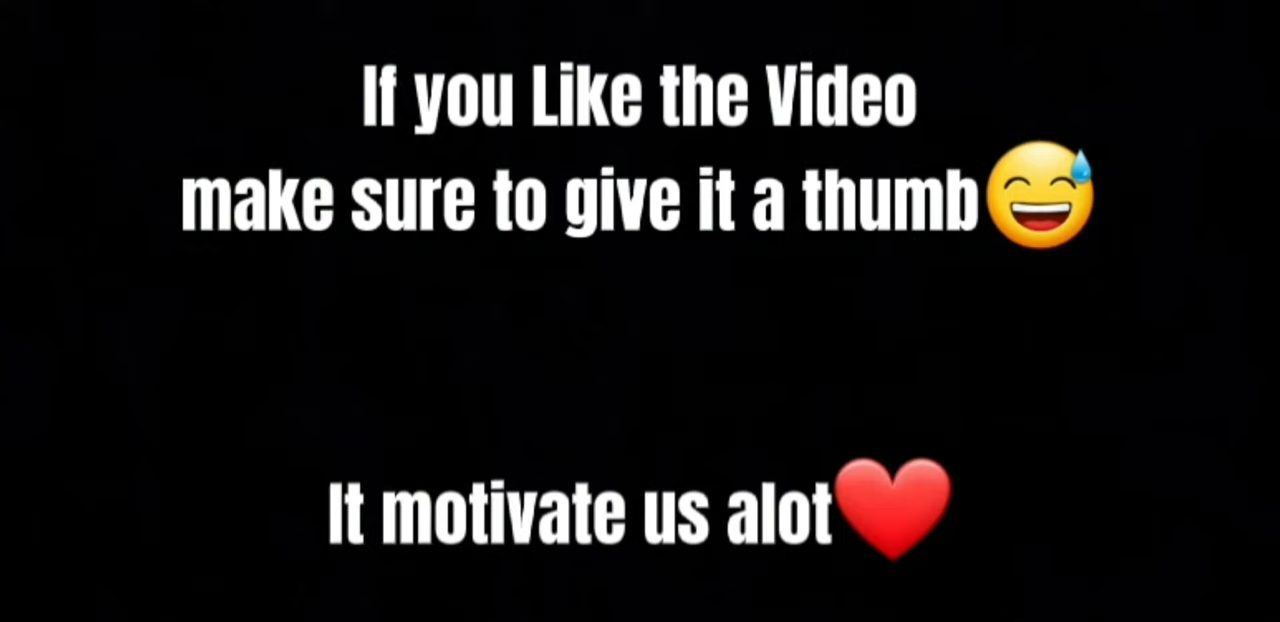 If you Like the Video
make sure to give it a thumb😅
It motivate us alot❤️